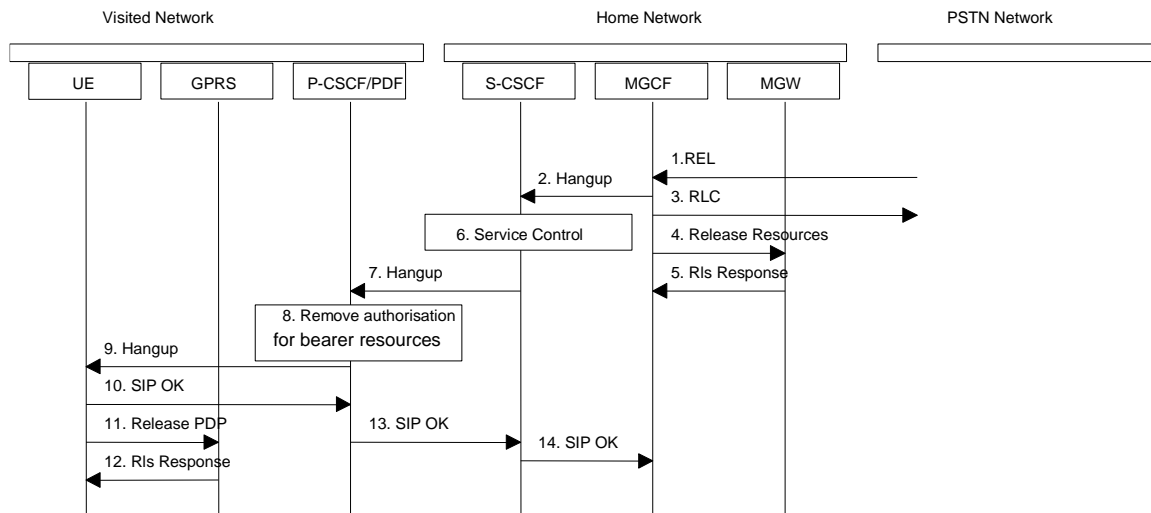 Visited Network
Home Network
PSTN Network
UE
GPRS
P-CSCF/PDF
S-CSCF
MGCF
MGW
1.REL
2. Hangup
3. RLC
6. Service Control
4. Release Resources
7. Hangup
5. Rls Response
8. Remove authorisation
for bearer resources
9. Hangup
10. SIP OK
11. Release PDP
13. SIP OK
14. SIP OK
12. Rls Response